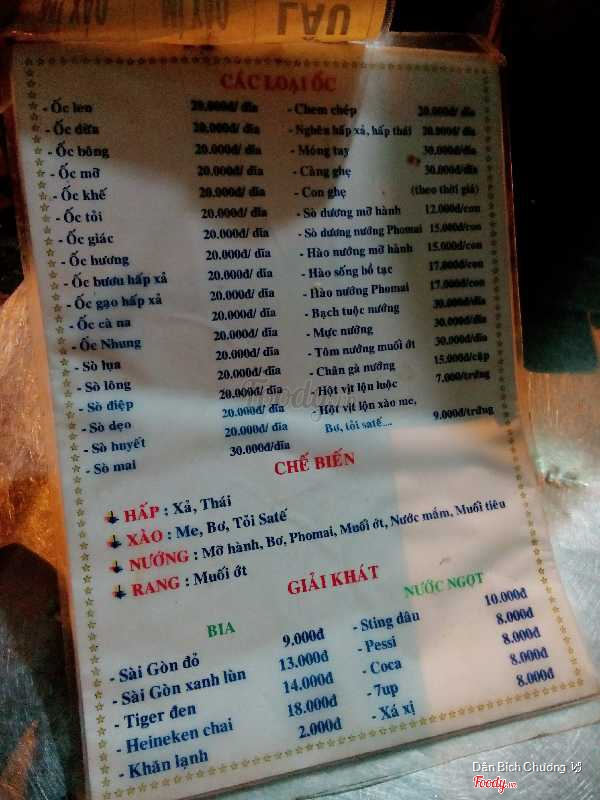 LẨU
CÁC LOẠI ỐC
- Ốc len 20.000đ/ dĩa
- Ốc dừa 20.000đ/ dĩa
- Ốc bông 20.000đ/ dĩa
- Ốc mỡ 20.000đ/ dĩa
- Ốc khế 20.000đ/ dĩa
- Ốc tỏi 20.000đ/ dĩa
- Ốc giác 20.000đ/ dĩa
- Ốc hương 20.000đ/ dĩa
- Ốc bươu hấp xả 20.000đ/ dĩa
- Ốc gạo hấp xả 20.000đ/ dĩa
- Ốc cà na 20.000đ/ dĩa
- Ốc Nhung 20.000đ/ dĩa
- Sò lụa 20.000đ/ dĩa
- Sò lông 20.000đ/ dĩa
- Sò điệp 20.000đ/ dĩa
- Sò dẹo 20.000đ/ dĩa
- Sò huyết 20.000đ/ dĩa
- Sò mai 30.000đ/dĩa
- Chem chép 20.000đ/ dĩa
- Nghêu hấp xả, hấp thái 20.000đ/ dĩa
- Móng tay 30.000đ/ dĩa
- Càng ghẹ 30.000đ/dĩa
- Con ghẹ (theo thời giá)
- Sò dương mỡ hành 12.000đ/con
- Sò dương nướng Phomai 15.000đ/con
- Hào nướng mỡ hành 15.000đ/con
- Hào sống bồ tạc 17.000đ/con
- Hào nướng Phomai 17.000đ/con
- Bạch tuộc nướng 30.000đ/dĩa
- Mực nướng 30.000đ/dĩa
- Tôm nướng muối ớt 30.000đ/dĩa
- Chân gà nướng 15.000đ/cặp
- Hột vịt lộn luộc 7.000/trứng
- Hột vịt lộn xào me,
Bơ, tỏi satế.... 9.000đ/trứng
CHẾ BIẾN
HẤP : Xả, Thái
XÀO : Me, Bơ, Tỏi Satế
NƯỚNG : Mỡ hành, Bơ, Phomai, Muối ớt, Nước mắm, Muối tiêu
RANG : Muối ớt
GIẢI KHÁT
BIA
- Sài Gòn đỏ 9.000đ
- Sài Gòn xanh lùn 13.000đ
- Tiger đen 14.000đ
- Heineken chai 18.000đ
- Khăn lạnh 2.000đ
NƯỚC NGỌT
- Sting dâu 10.000đ
- Pessi 8.000đ
- Coca 8.000đ
- 7up 8.000đ
- Xá xị 8.000đ
Foody.vn
Dân Bích Chương
Foody.vn